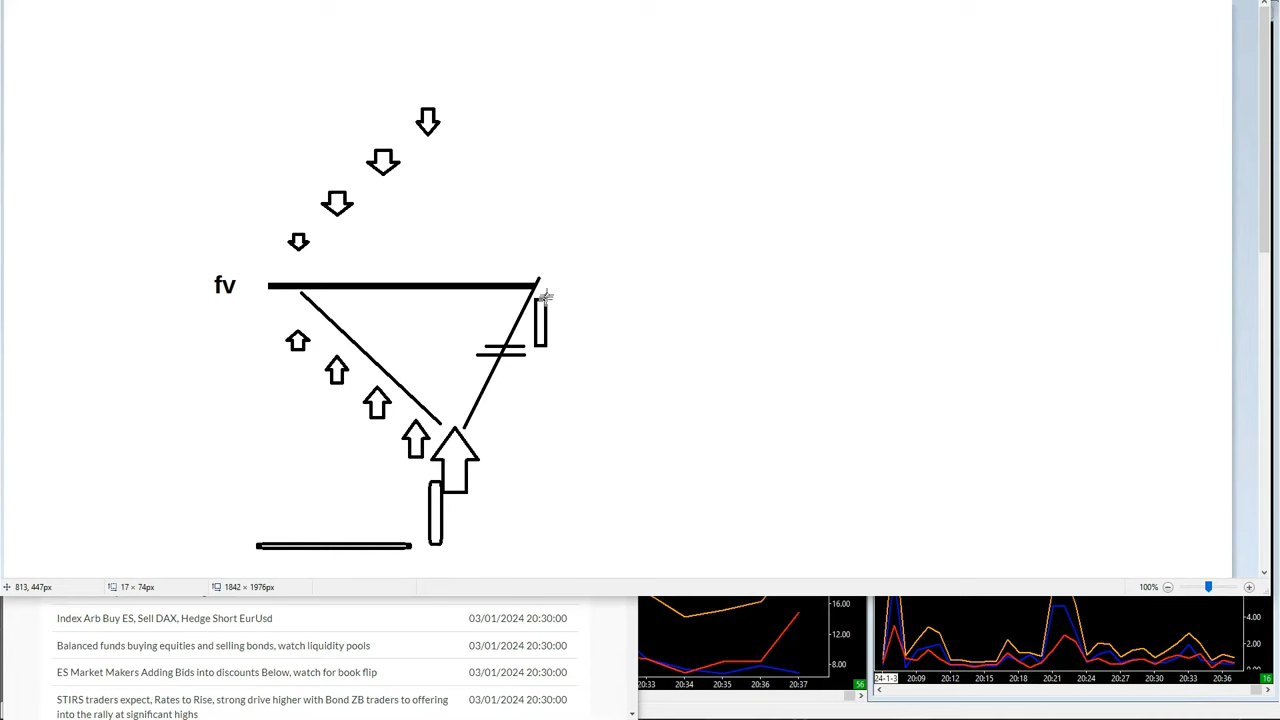 fv
813, 447px
17 × 74px
1842 × 1976px
100%
Index Arb Buy ES, Sell DAX, Hedge Short EurUsd 03/01/2024 20:30:00
Balanced funds buying equities and selling bonds, watch liquidity pools 03/01/2024 20:30:00
ES Market Makers Adding Bids into discounts Below, watch for book flip 03/01/2024 20:30:00
STIRS traders expect, Rates to Rise, strong drive higher with Bond ZB traders to offering 03/01/2024 20:30:00
into the rally at significant highs
16.00
12.00
8.00
20:33 20:34 20:35 20:36 20:37
56
4.00
2.00
24-1-3 20:09 20:12 20:15 20:18 20:21 20:24 20:27 20:30 20:33 20:36
16